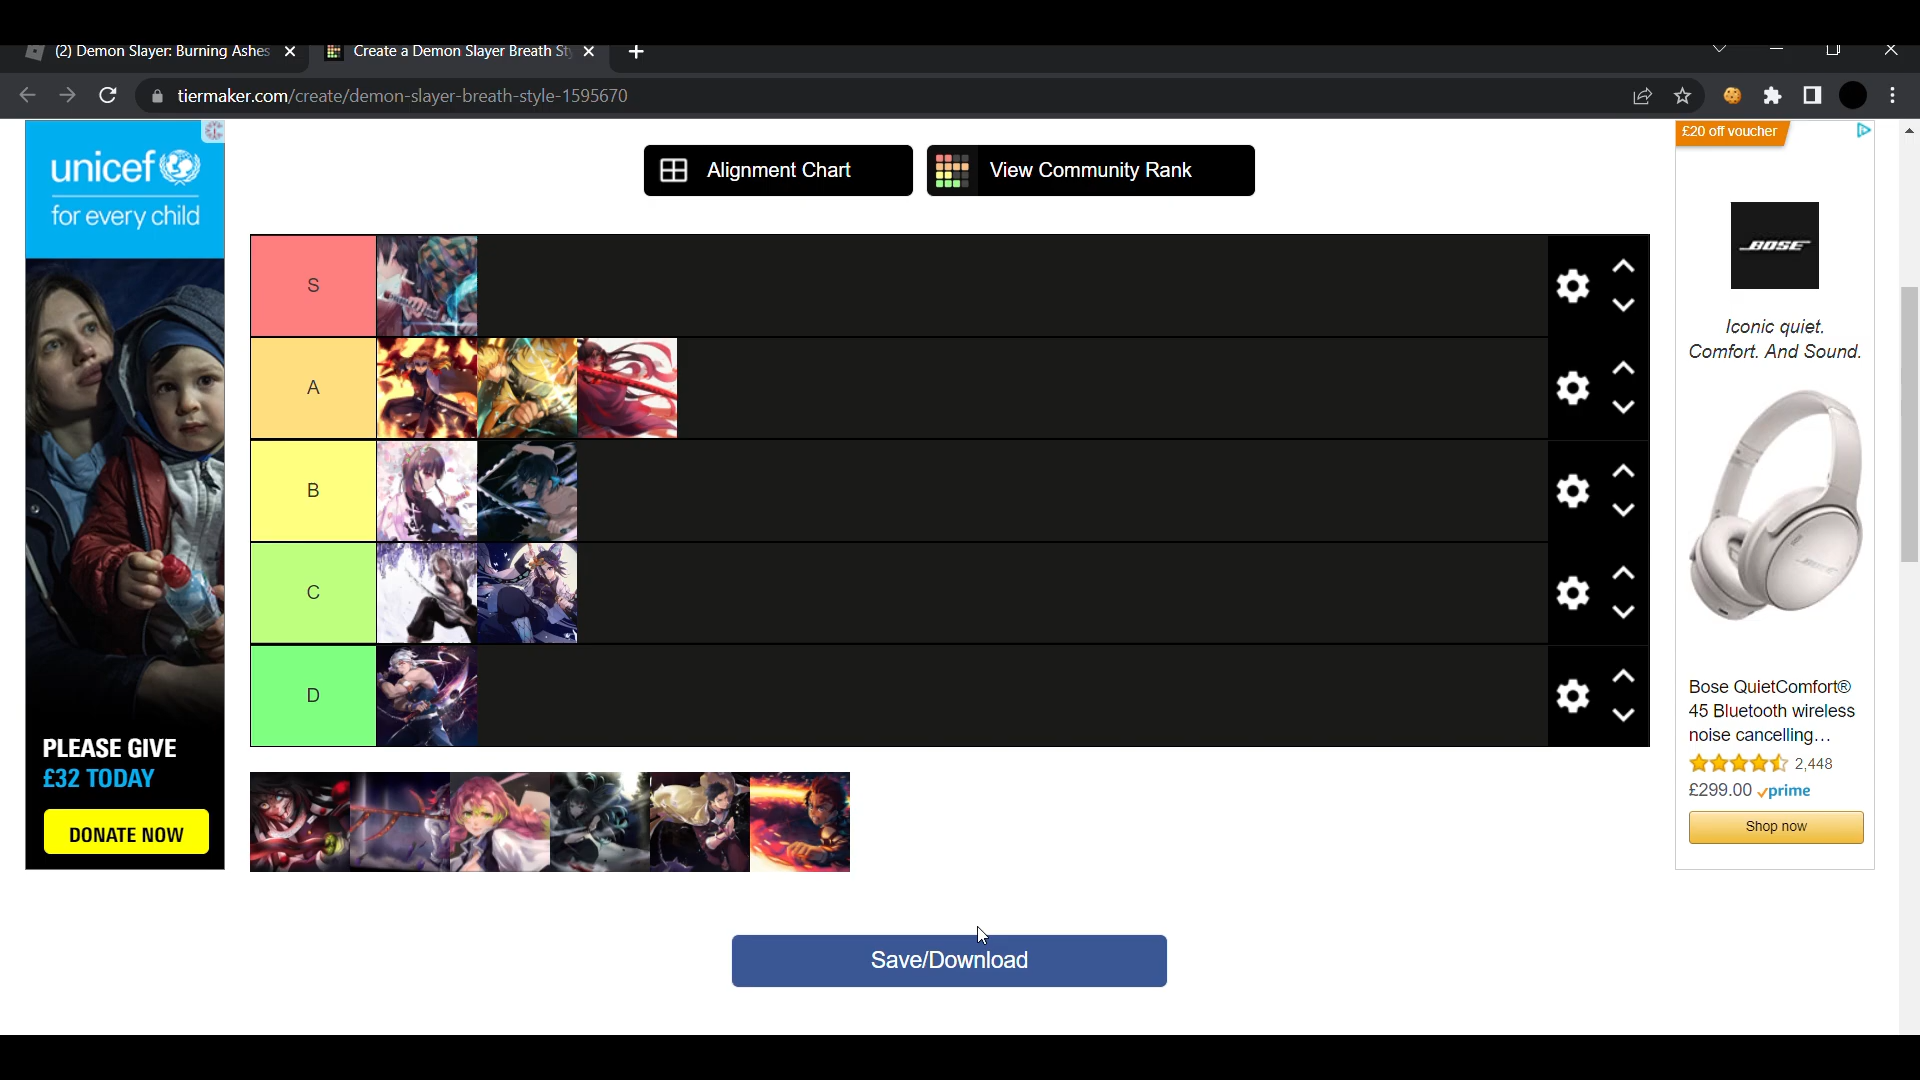 (2) Demon Slayer: Burning Ashes
Create a Demon Slayer Breath St
tiermaker.com/create/demon-slayer-breath-style-1595670
unicef
for every child
PLEASE GIVE
£32 TODAY
DONATE NOW
Alignment Chart
View Community Rank
S
A
B
C
D
Save/Download
£20 off voucher
BOSE
Iconic quiet.
Comfort. And Sound.
Bose QuietComfort®
45 Bluetooth wireless
noise cancelling...
2,448
£299.00 prime
Shop now